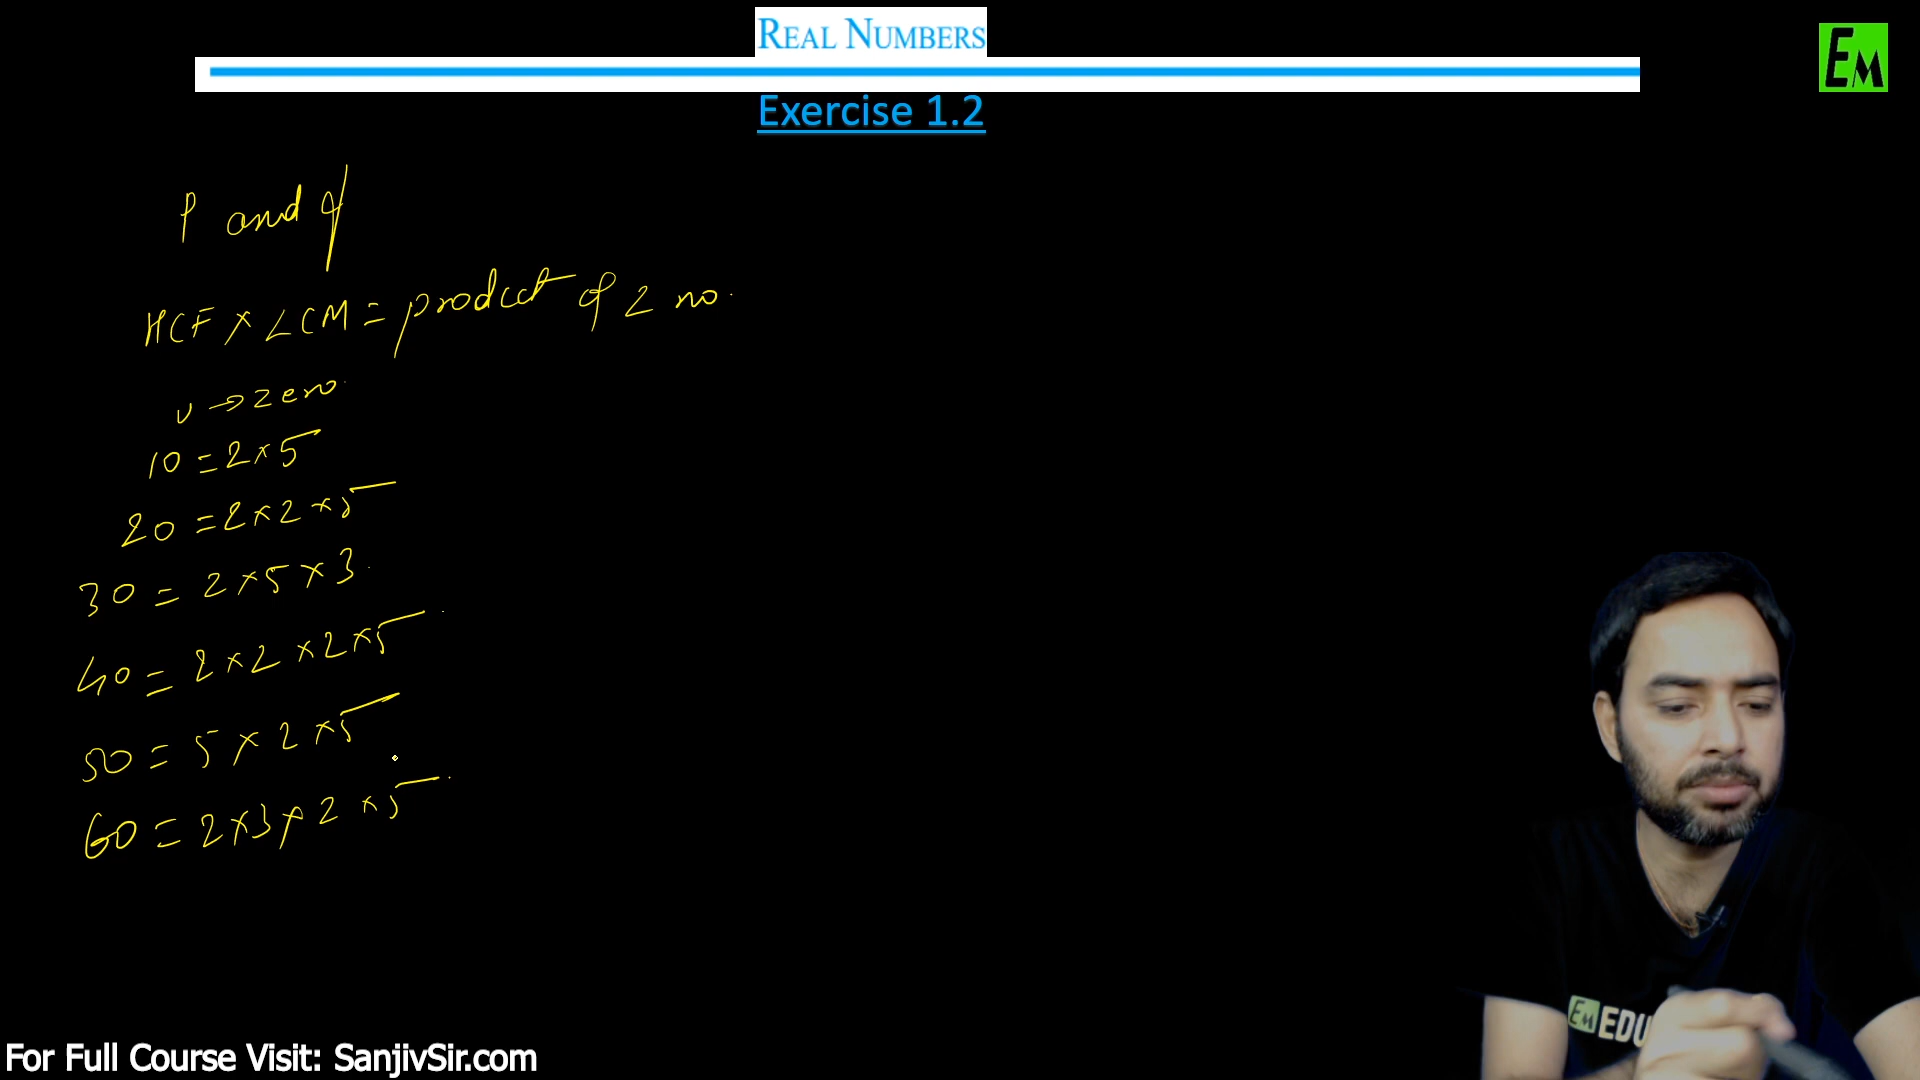 REAL NUMBERS
EM
Exercise 1.2
P and q
HCF × LCM = product of 2 no.
U → zero
10 = 2×5
20 = 2×2×5
30 = 2×5×3
40 = 2×2×2×5
50 = 5×2×5
60 = 2×3×2×5
EM EDU
For Full Course Visit: SanjivSir.com